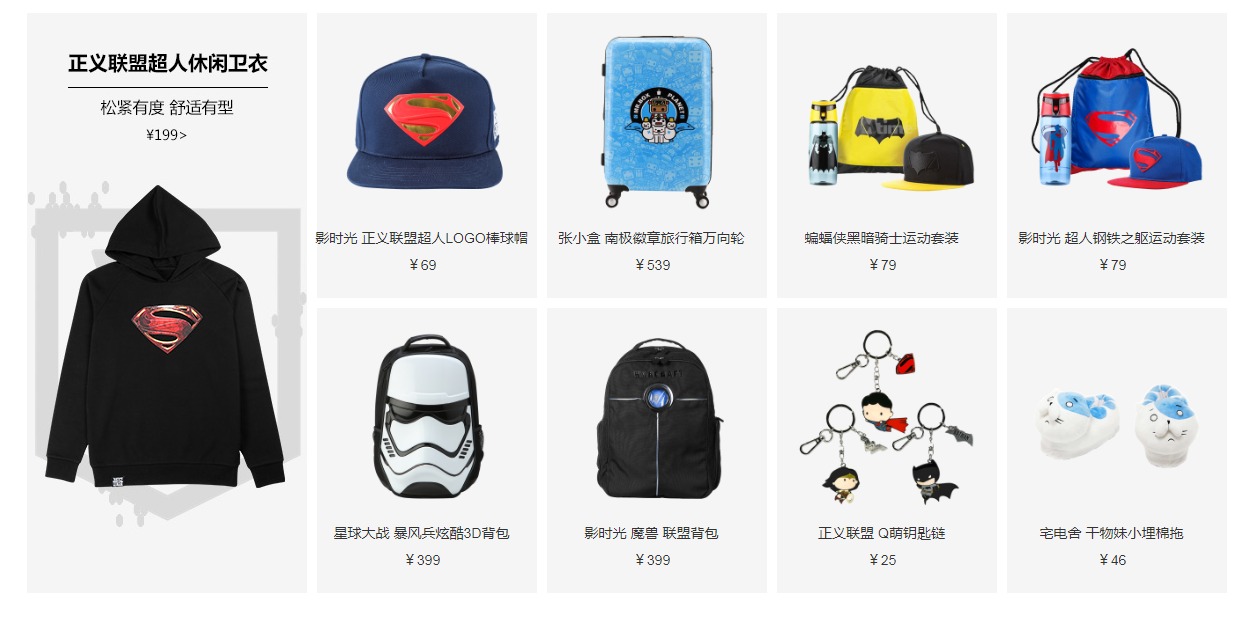 正义联盟超人休闲卫衣
松紧有度 舒适有型
¥199>
影时光 正义联盟超人LOGO棒球帽
¥69
MR.BOX PLANET
张小盒 南极徽章旅行箱万向轮
¥539
蝙蝠侠黑暗骑士运动套装
¥79
影时光 超人钢铁之躯运动套装
¥79
星球大战 暴风兵炫酷3D背包
¥399
影时光 魔兽 联盟背包
¥399
正义联盟 Q萌钥匙链
¥25
宅电舍 干物妹小埋棉拖
¥46